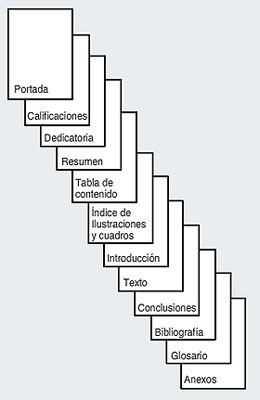 Portada
Calificaciones
Dedicatoria
Resumen
Tabla de
contenido
Índice de
Ilustraciones
y cuadros
Introducción
Texto
Conclusiones
Bibliografía
Glosario
Anexos